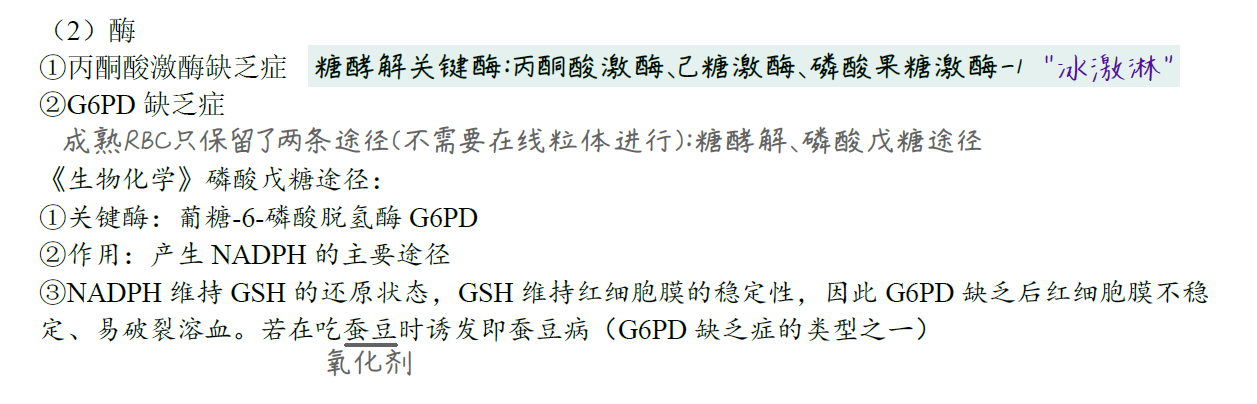 （2）酶
①丙酮酸激酶缺乏症 糖酵解关键酶:丙酮酸激酶、己糖激酶、磷酸果糖激酶-1 "冰激淋"
②G6PD 缺乏症
成熟RBC只保留了两条途径(不需要在线粒体进行):糖酵解、磷酸戊糖途径
《生物化学》磷酸戊糖途径：
①关键酶：葡糖-6-磷酸脱氢酶 G6PD
②作用：产生 NADPH 的主要途径
③NADPH 维持 GSH 的还原状态，GSH 维持红细胞膜的稳定性，因此 G6PD 缺乏后红细胞膜不稳
定、易破裂溶血。若在吃蚕豆时诱发即蚕豆病（G6PD 缺乏症的类型之一）
氧化剂